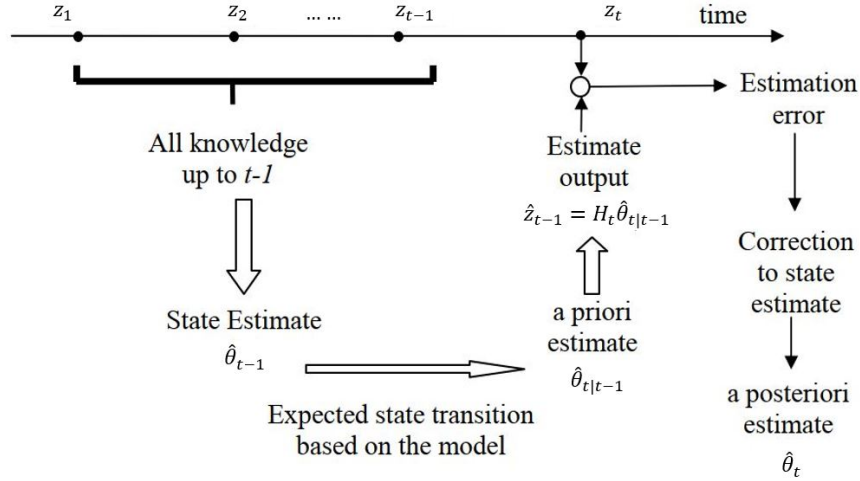 z₁ z₂ ... ... zₜ₋₁ zₜ time
All knowledge
up to t-1
Estimate
output
ẑₜ₋₁ = Hₜθ̂ₜ|ₜ₋₁
Estimation
error
State Estimate
θ̂ₜ₋₁
a priori
estimate
θ̂ₜ|ₜ₋₁
Correction
to state
estimate
Expected state transition
based on the model
a posteriori
estimate
θ̂ₜ